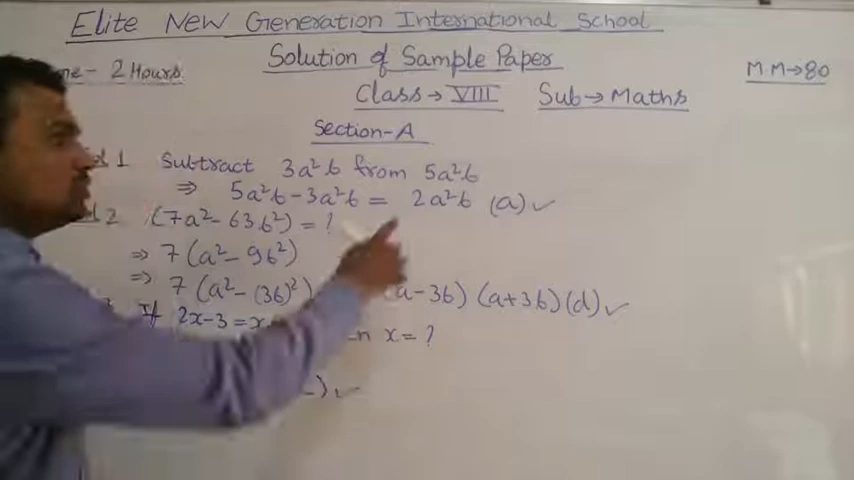 Elite New Generation International School
Solution of Sample Paper
- 2 Hours
M.M→80
Class→VIII Sub→Maths
Section-A
1 Subtract 3a²b from 5a²b
⇒ 5a²b-3a²b = 2a²b (a)✓
2 (7a²-63b²) = ?
⇒ 7(a²-9b²)
⇒ 7(a²-(3b)²) a-3b) (a+3b)(d)✓
If 2x-3=x x=?
)✓